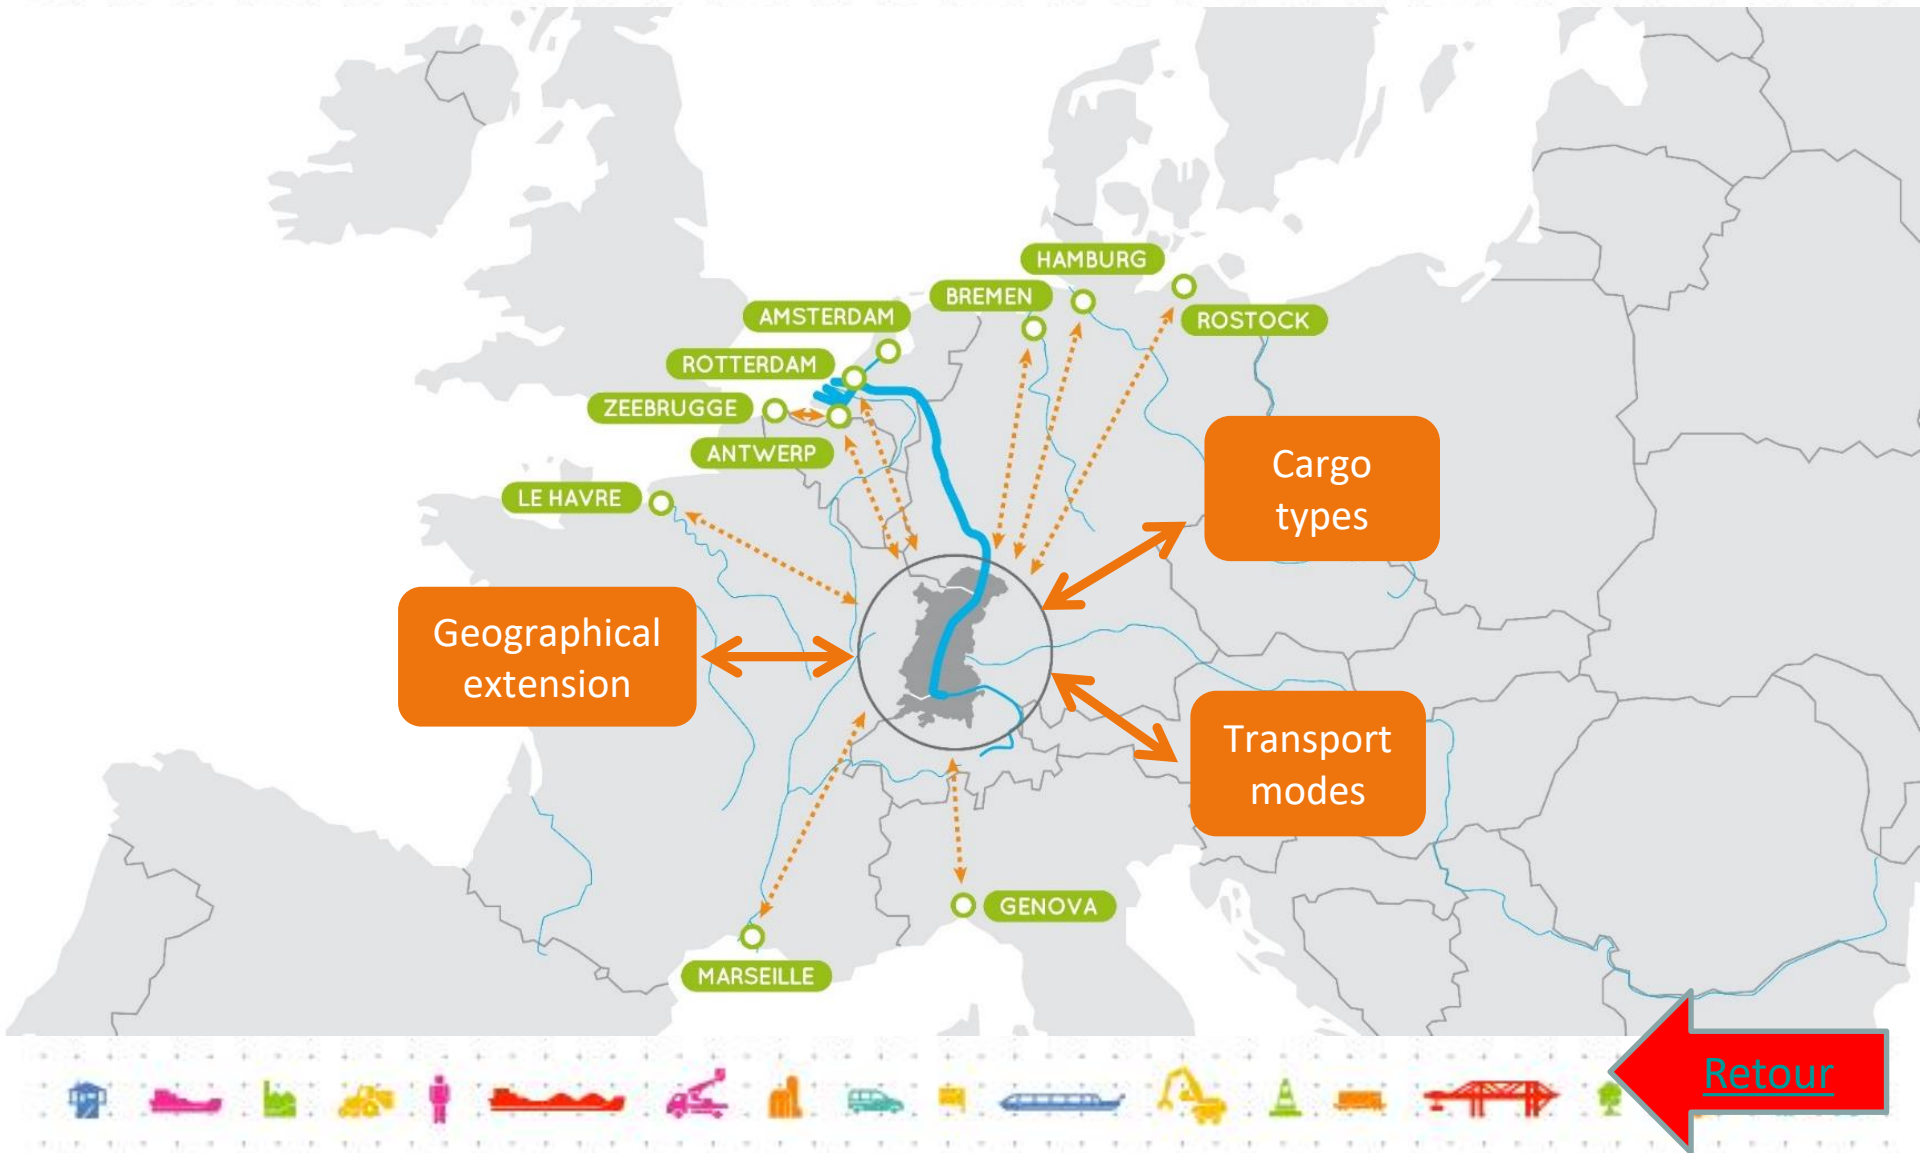 HAMBURG
BREMEN
ROSTOCK
AMSTERDAM
ROTTERDAM
ZEEBRUGGE
ANTWERP
LE HAVRE
Cargo
types
Geographical
extension
Transport
modes
GENOVA
MARSEILLE
Retour